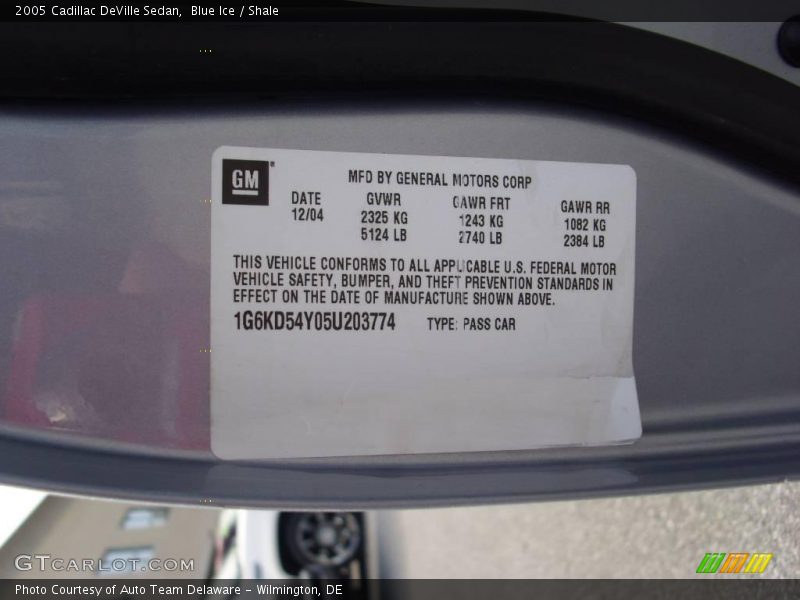 2005 Cadillac DeVille Sedan, Blue Ice / Shale
GM
MFD BY GENERAL MOTORS CORP
DATE GVWR GAWR FRT GAWR RR
12/04 2325 KG 1243 KG 1082 KG
5124 LB 2740 LB 2384 LB
THIS VEHICLE CONFORMS TO ALL APPLICABLE U.S. FEDERAL MOTOR
VEHICLE SAFETY, BUMPER, AND THEFT PREVENTION STANDARDS IN
EFFECT ON THE DATE OF MANUFACTURE SHOWN ABOVE.
1G6KD54Y05U203774 TYPE: PASS CAR
GTCARLOT.COM
Photo Courtesy of Auto Team Delaware - Wilmington, DE